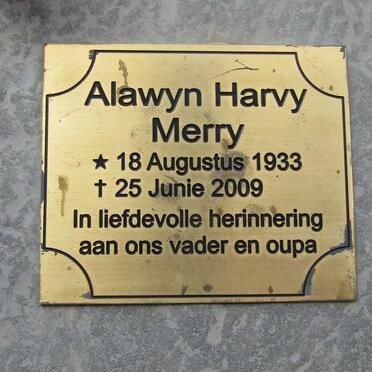 Alawyn Harvy
Merry
★ 18 Augustus 1933
† 25 Junie 2009
In liefdevolle herinnering
aan ons vader en oupa